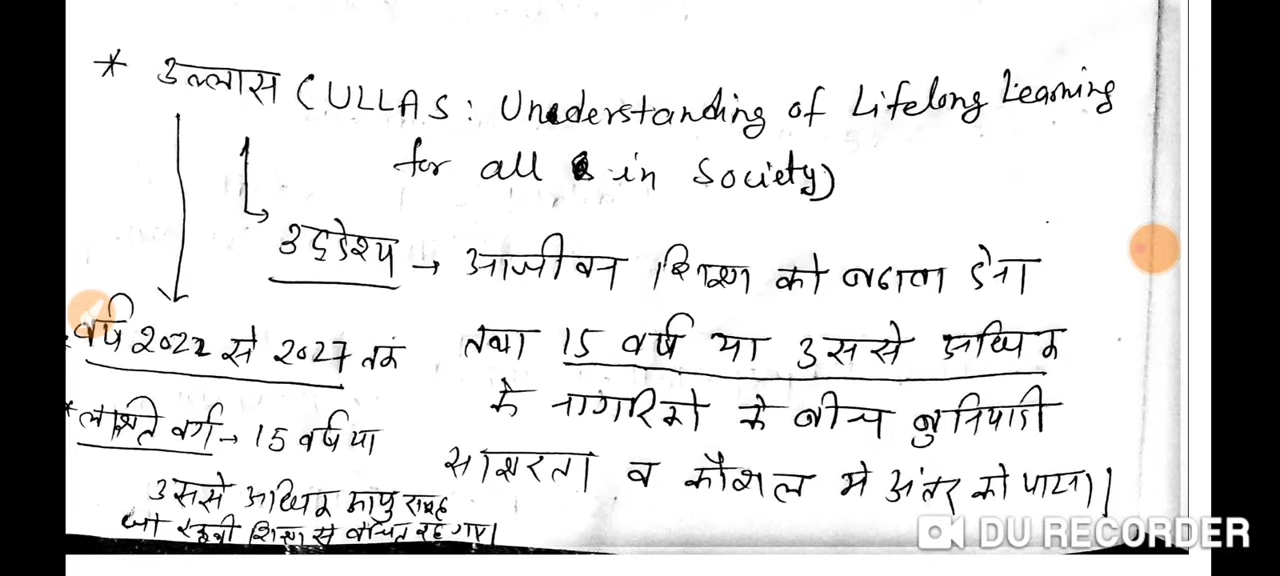 * उल्लास (ULLAS: Understanding of Lifelong Learning
for all in Society)
उद्देश्य → आजीवन शिक्षा को बढावा देना
तथा 15 वर्ष या उससे अधिक
के नागरिको के बीच बुनियादी
साक्षरता व कौशल मे अंतर को पाटना।
वर्ष 2022 से 2027 तक
* लक्षित वर्ग → 15 वर्ष या
उससे अधिक आयु समूह
जो स्कूली शिक्षा से वंचित रह गए।
DU RECORDER